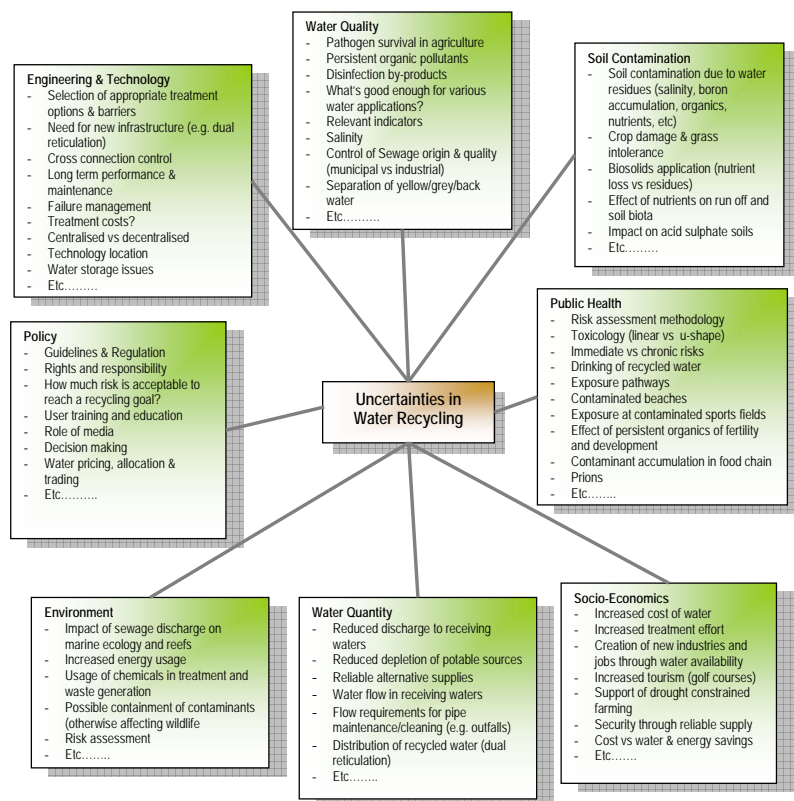 Water Quality
- Pathogen survival in agriculture
- Persistent organic pollutants
- Disinfection by-products
- What's good enough for various
water applications?
- Relevant indicators
- Salinity
- Control of Sewage origin & quality
(municipal vs industrial)
- Separation of yellow/grey/back
water
- Etc……….
Engineering & Technology
- Selection of appropriate treatment
options & barriers
- Need for new infrastructure (e.g. dual
reticulation)
- Cross connection control
- Long term performance &
maintenance
- Failure management
- Treatment costs?
- Centralised vs decentralised
- Technology location
- Water storage issues
- Etc………
Soil Contamination
- Soil contamination due to water
residues (salinity, boron
accumulation, organics,
nutrients, etc)
- Crop damage & grass
intolerance
- Biosolids application (nutrient
loss vs residues)
- Effect of nutrients on run off and
soil biota
- Impact on acid sulphate soils
- Etc………
Policy
- Guidelines & Regulation
- Rights and responsibility
- How much risk is acceptable to
reach a recycling goal?
- User training and education
- Role of media
- Decision making
- Water pricing, allocation &
trading
- Etc……….
Uncertainties in
Water Recycling
Public Health
- Risk assessment methodology
- Toxicology (linear vs u-shape)
- Immediate vs chronic risks
- Drinking of recycled water
- Exposure pathways
- Contaminated beaches
- Exposure at contaminated sports fields
- Effect of persistent organics of fertility
and development
- Contaminant accumulation in food chain
- Prions
- Etc……..
Environment
- Impact of sewage discharge on
marine ecology and reefs
- Increased energy usage
- Usage of chemicals in treatment and
waste generation
- Possible containment of contaminants
(otherwise affecting wildlife
- Risk assessment
- Etc……..
Water Quantity
- Reduced discharge to receiving
waters
- Reduced depletion of potable sources
- Reliable alternative supplies
- Water flow in receiving waters
- Flow requirements for pipe
maintenance/cleaning (e.g. outfalls)
- Distribution of recycled water (dual
reticulation)
- Etc……..
Socio-Economics
- Increased cost of water
- Increased treatment effort
- Creation of new industries and
jobs through water availability
- Increased tourism (golf courses)
- Support of drought constrained
farming
- Security through reliable supply
- Cost vs water & energy savings
- Etc…….